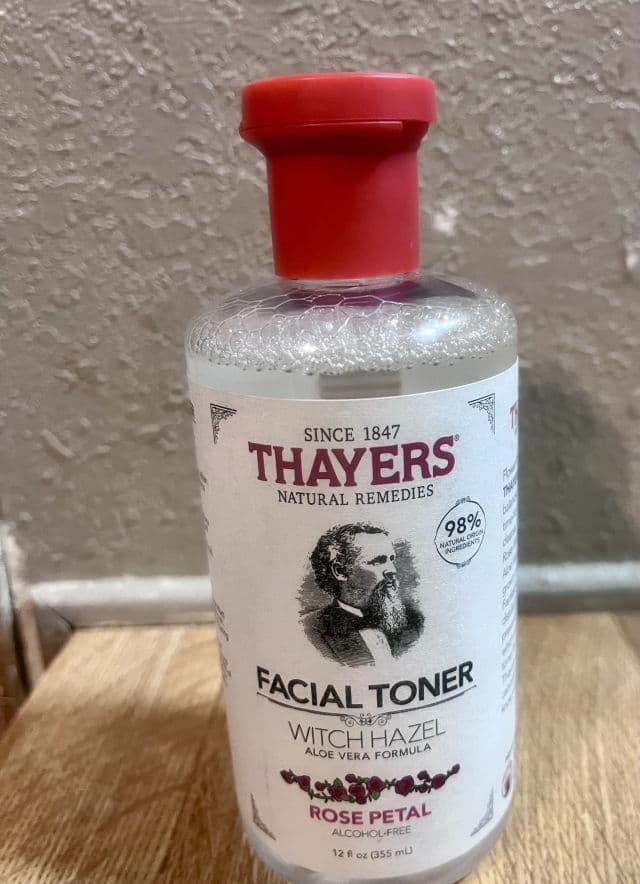 SINCE 1847
THAYERS®
NATURAL REMEDIES
98%
NATURAL ORIGIN
INGREDIENTS
FACIAL TONER
WITCH HAZEL
ALOE VERA FORMULA
ROSE PETAL
ALCOHOL-FREE
12 fl oz (355 mL)